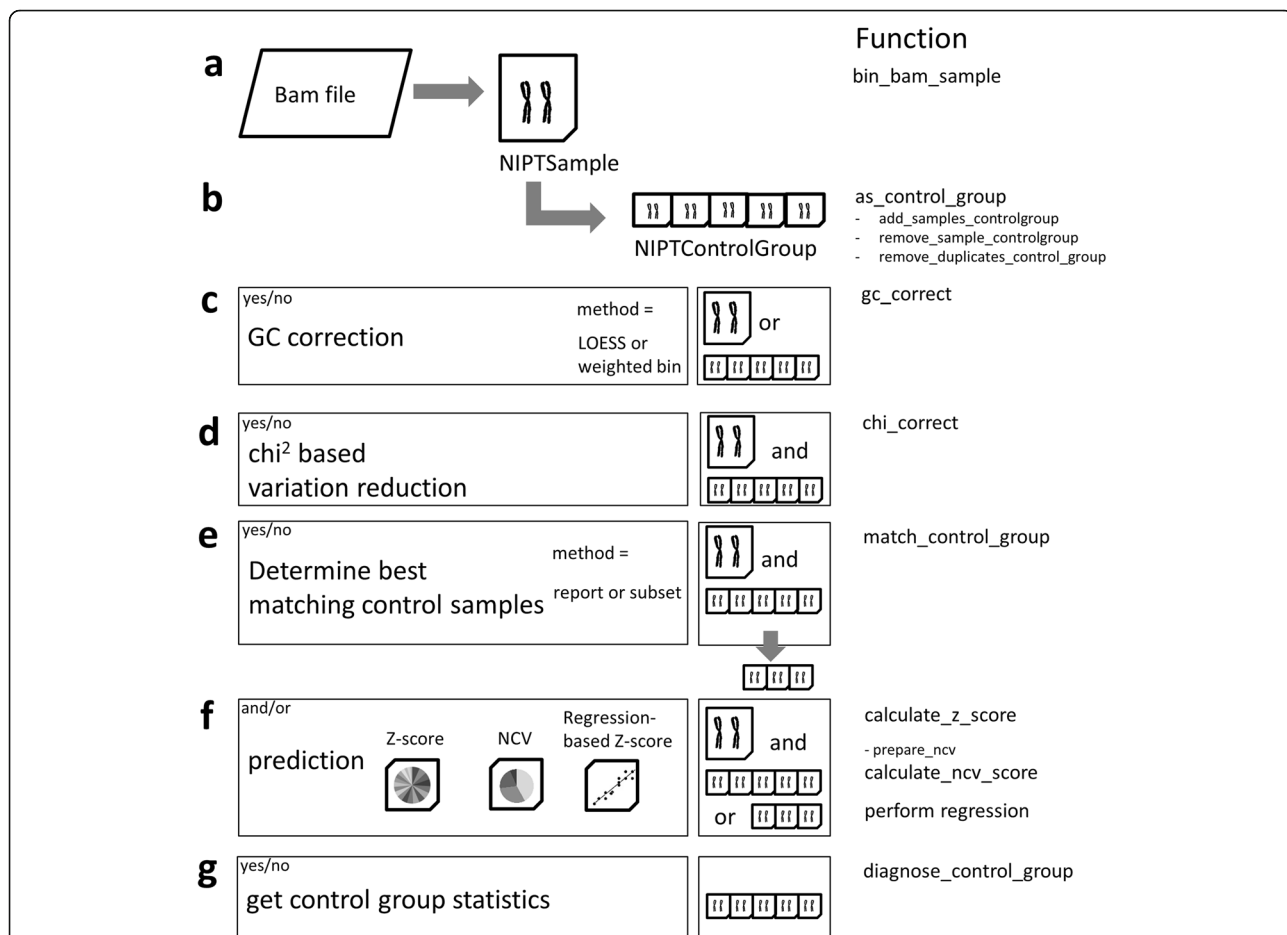 Function
a
Bam file
bin_bam_sample
NIPTSample
b
as_control_group
- add_samples_controlgroup
- remove_sample_controlgroup
- remove_duplicates_control_group
NIPTControlGroup
c
yes/no
GC correction
method =
LOESS or
weighted bin
or
gc_correct
d
yes/no
chi² based
variation reduction
and
chi_correct
e
yes/no
Determine best
matching control samples
method =
report or subset
and
match_control_group
f
and/or
prediction
Z-score
NCV
Regression-
based Z-score
and
or
calculate_z_score
- prepare_ncv
calculate_ncv_score
perform regression
g
yes/no
get control group statistics
diagnose_control_group